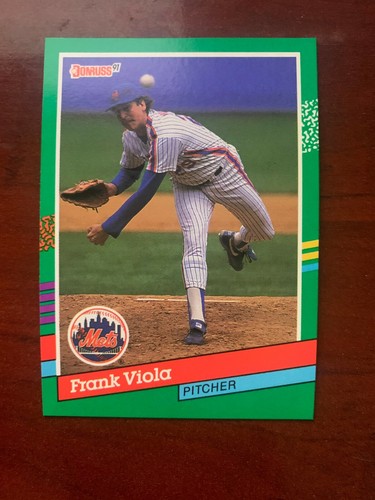 DONRUSS '91
Mets
Frank Viola
PITCHER